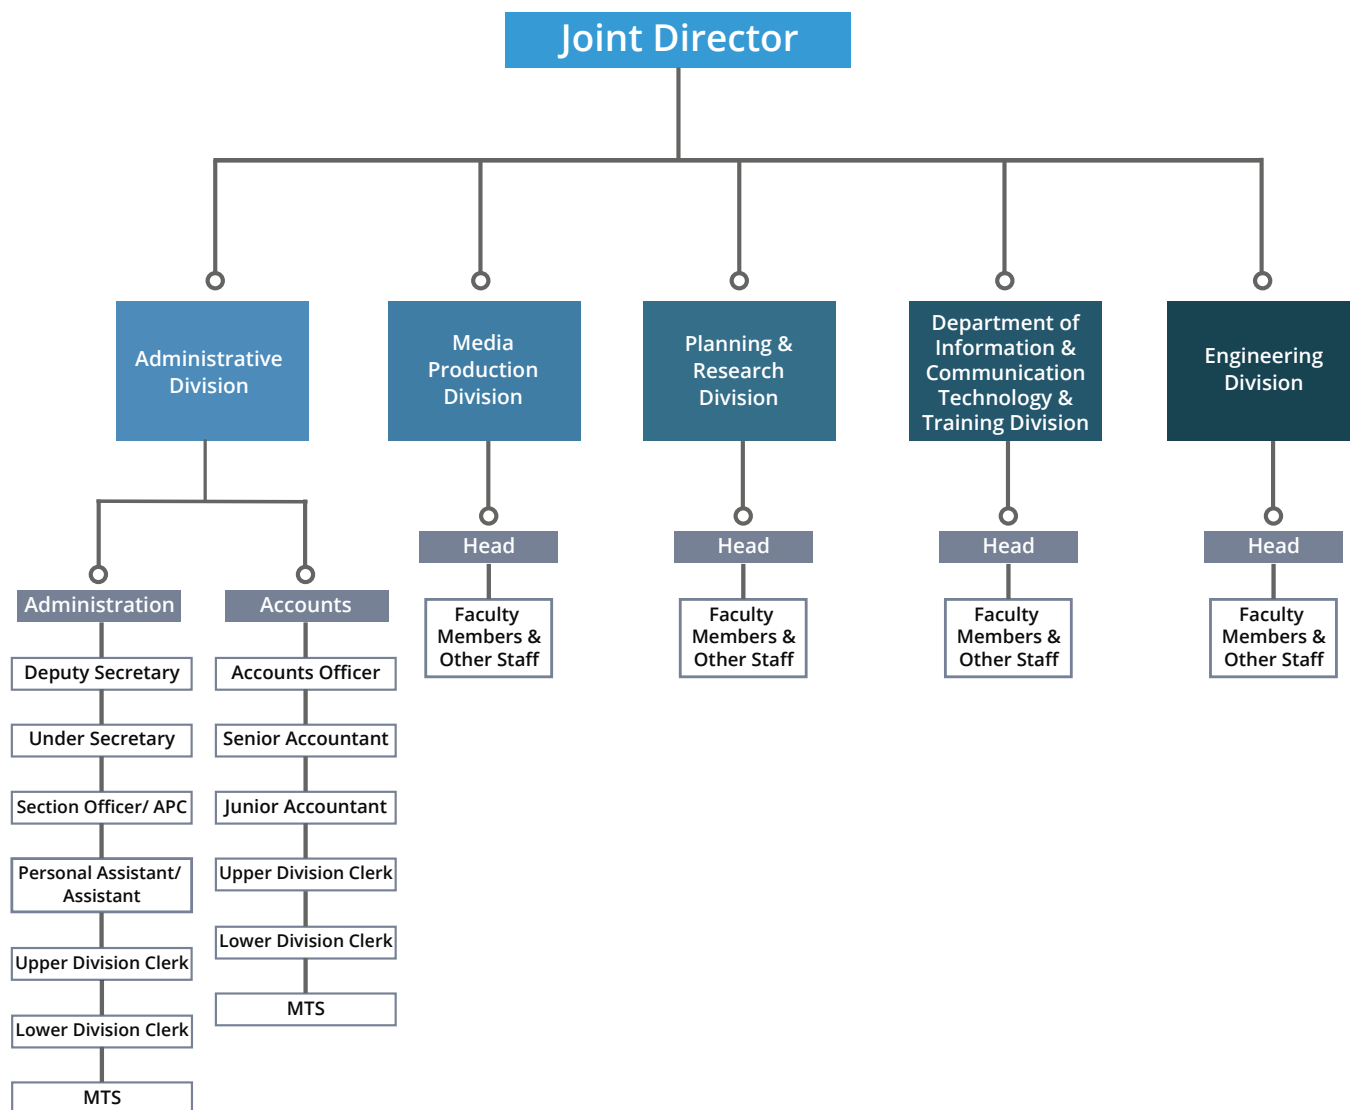 Joint Director
Administrative
Division
Media
Production
Division
Planning &
Research
Division
Department of
Information &
Communication
Technology &
Training Division
Engineering
Division
Head
Head
Head
Head
Administration
Accounts
Faculty
Members &
Other Staff
Faculty
Members &
Other Staff
Faculty
Members &
Other Staff
Faculty
Members &
Other Staff
Deputy Secretary
Under Secretary
Section Officer/ APC
Personal Assistant/
Assistant
Upper Division Clerk
Lower Division Clerk
MTS
Accounts Officer
Senior Accountant
Junior Accountant
Upper Division Clerk
Lower Division Clerk
MTS